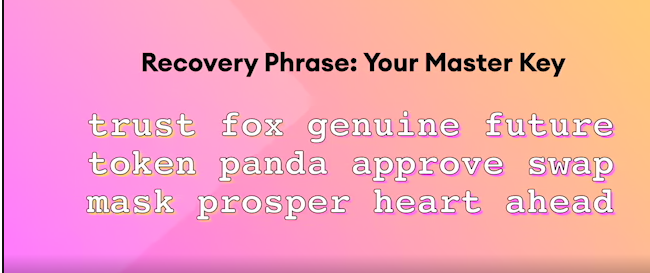 Recovery Phrase: Your Master Key
trust fox genuine future
token panda approve swap
mask prosper heart ahead